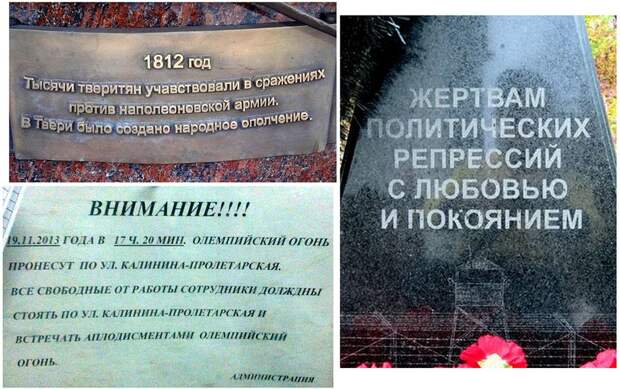 1812 год
Тысячи тверитян учавствовали в сражениях
против наполеоновской армии.
В Твери было создано народное ополчение.
ВНИМАНИЕ!!!!
19.11.2013 ГОДА В 17 Ч. 20 МИН. ОЛЕМПИЙСКИЙ ОГОНЬ
ПРОНЕСУТ ПО УЛ. КАЛИНИНА-ПРОЛЕТАРСКАЯ.
ВСЕ СВОБОДНЫЕ ОТ РАБОТЫ СОТРУДНИКИ ДОЛЖДНЫ
СТОЯТЬ ПО УЛ. КАЛИНИНА-ПРОЛЕТАРСКАЯ И
ВСТРЕЧАТЬ АПЛОДИСМЕНТАМИ ОЛЕМПИЙСКИЙ
ОГОНЬ.
АДМИНИСТРАЦИЯ
ЖЕРТВАМ
ПОЛИТИЧЕСКИХ
РЕПРЕССИЙ
С ЛЮБОВЬЮ
И ПОКОЯНИЕМ